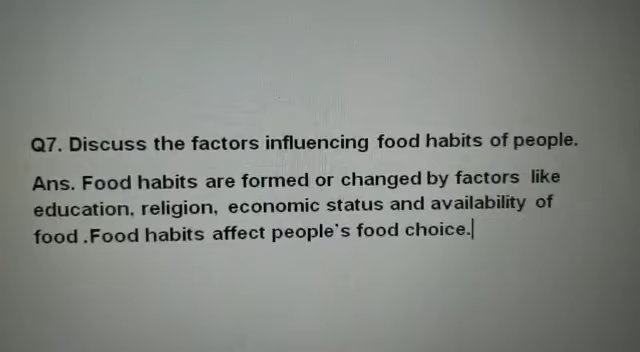 Q7. Discuss the factors influencing food habits of people.
Ans. Food habits are formed or changed by factors like
education, religion, economic status and availability of
food .Food habits affect people's food choice.